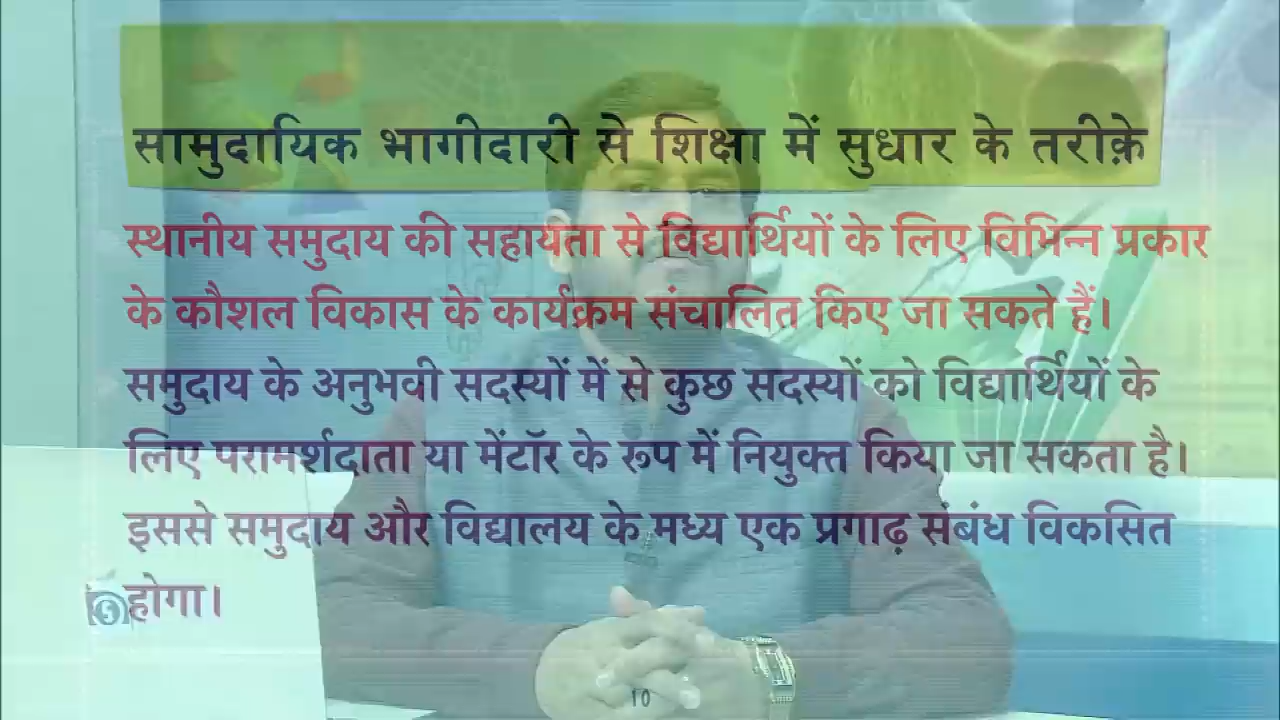 सामुदायिक भागीदारी से शिक्षा में सुधार के तरीक़े
स्थानीय समुदाय की सहायता से विद्यार्थियों के लिए विभिन्न प्रकार
के कौशल विकास के कार्यक्रम संचालित किए जा सकते हैं।
समुदाय के अनुभवी सदस्यों में से कुछ सदस्यों को विद्यार्थियों के
लिए परामर्शदाता या मेंटॉर के रूप में नियुक्त किया जा सकता है।
इससे समुदाय और विद्यालय के मध्य एक प्रगाढ़ संबंध विकसित
होगा।
10